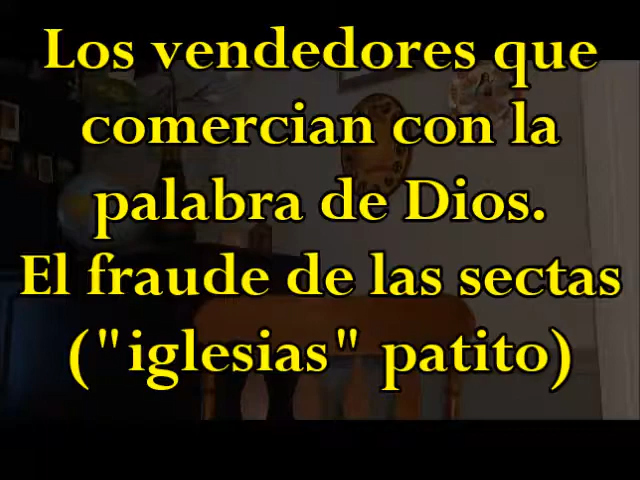 Los vendedores que
comercian con la
palabra de Dios.
El fraude de las sectas
("iglesias" patito)